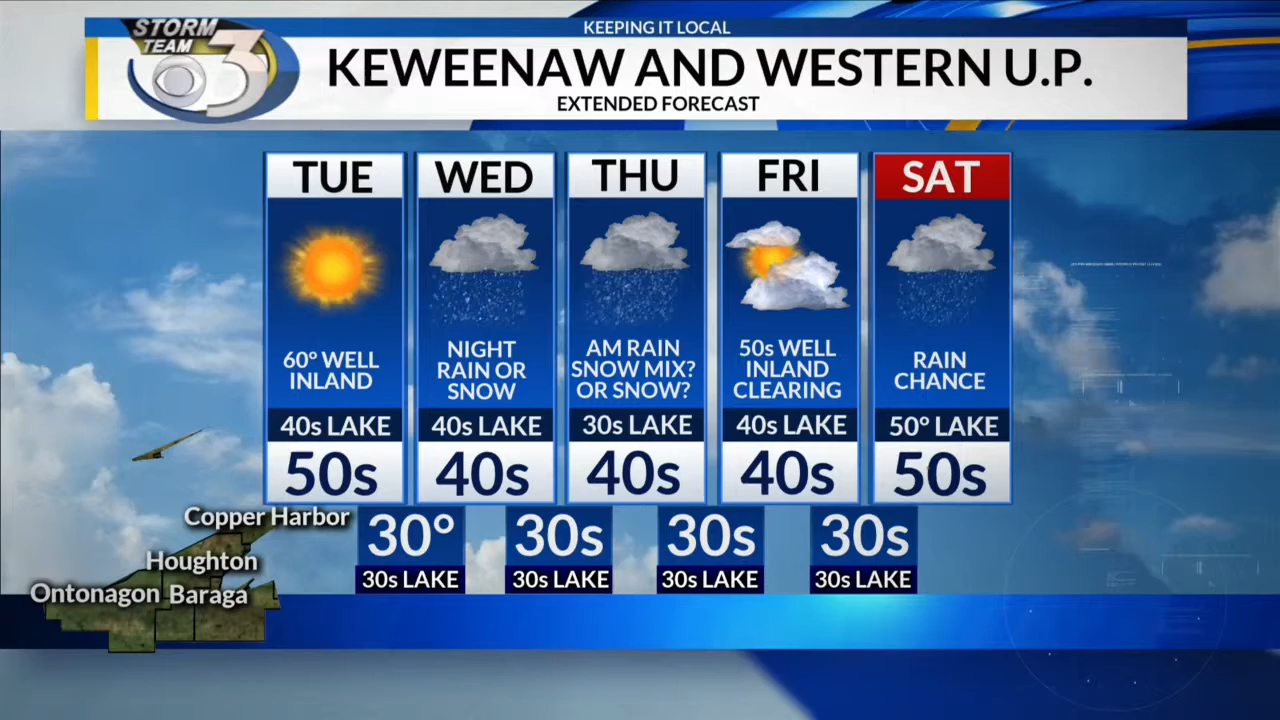 STORM
TEAM
3
KEEPING IT LOCAL
KEWEENAW AND WESTERN U.P.
EXTENDED FORECAST
TUE
60° WELL
INLAND
40s LAKE
50s
WED
NIGHT
RAIN OR
SNOW
40s LAKE
40s
THU
AM RAIN
SNOW MIX?
OR SNOW?
30s LAKE
40s
FRI
50s WELL
INLAND
CLEARING
40s LAKE
40s
SAT
RAIN
CHANCE
50° LAKE
50s
30°
30s LAKE
30s
30s LAKE
30s
30s LAKE
30s
30s LAKE
Copper Harbor
Houghton
Ontonagon Baraga